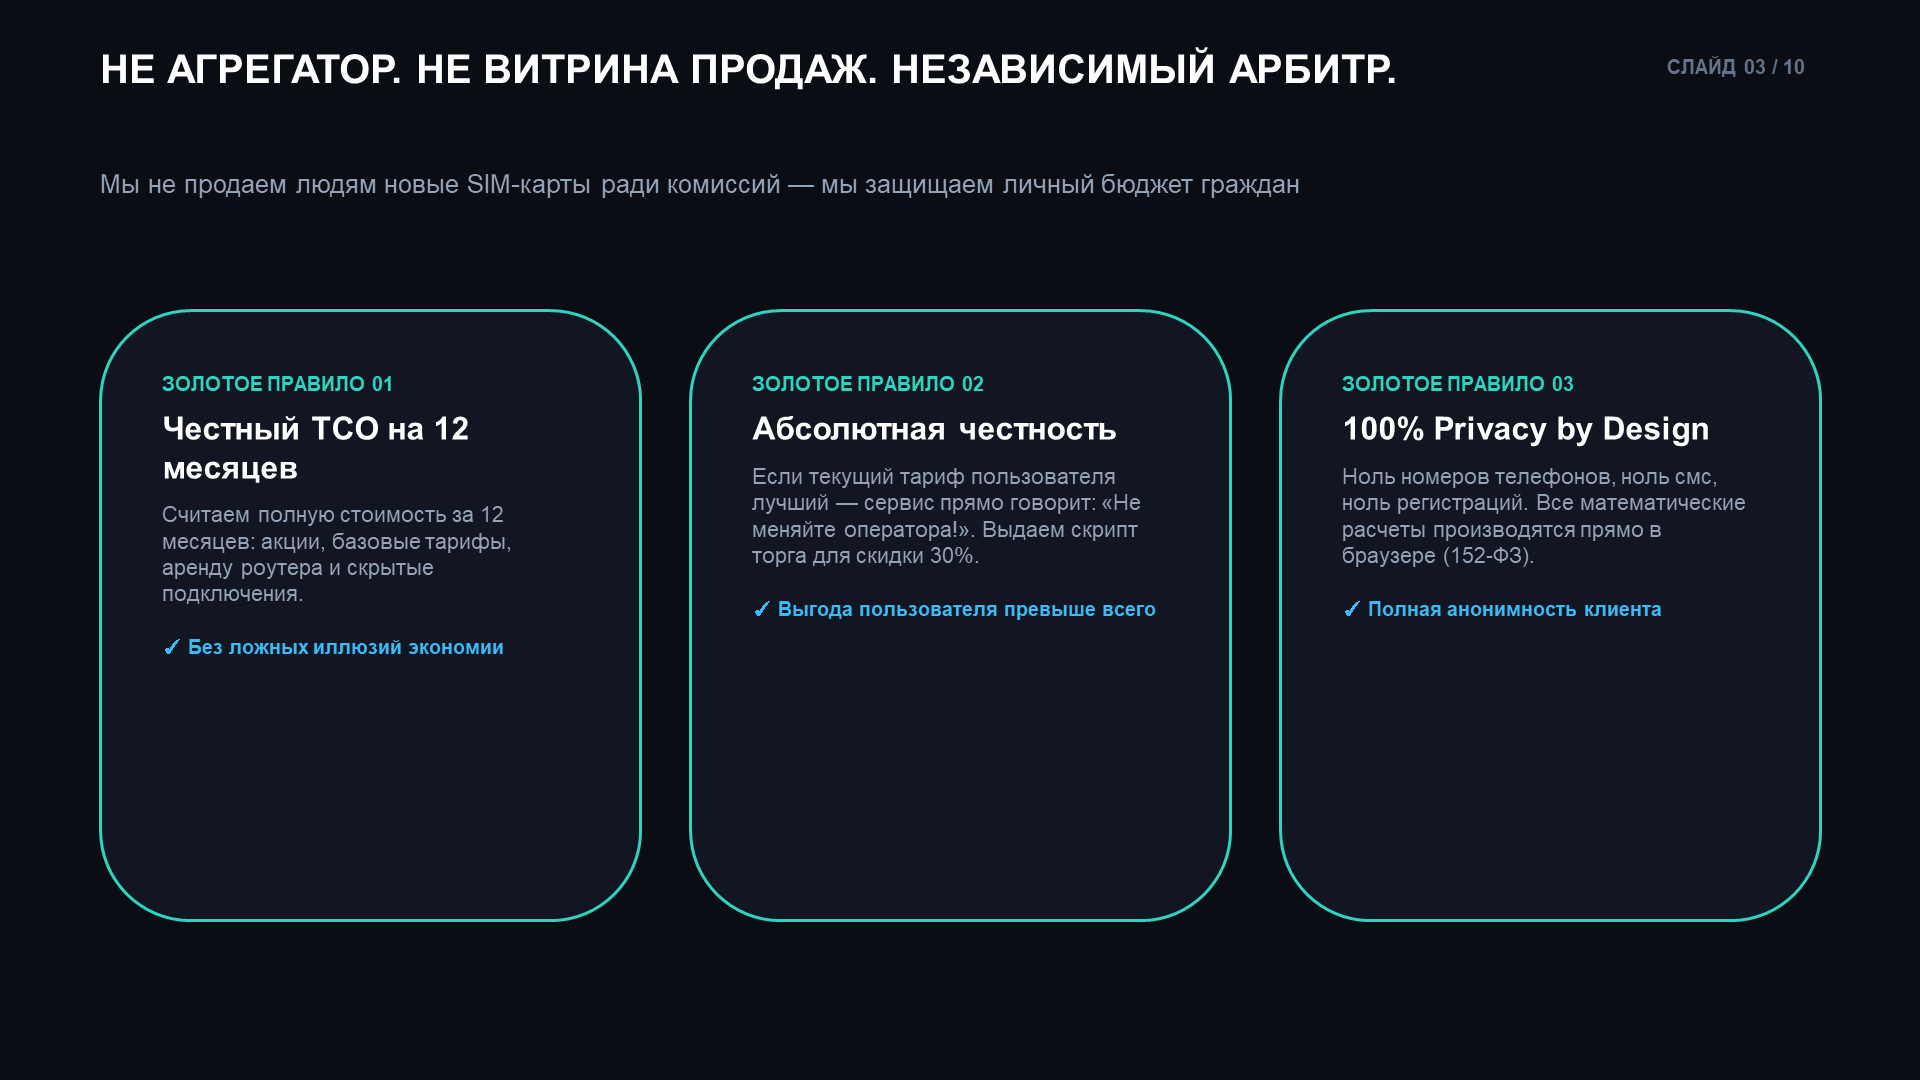 НЕ АГРЕГАТОР. НЕ ВИТРИНА ПРОДАЖ. НЕЗАВИСИМЫЙ АРБИТР.
СЛАЙД 03 / 10
Мы не продаем людям новые SIM-карты ради комиссий — мы защищаем личный бюджет граждан
ЗОЛОТОЕ ПРАВИЛО 01
Честный TCO на 12
месяцев
Считаем полную стоимость за 12
месяцев: акции, базовые тарифы,
аренду роутера и скрытые
подключения.
✓ Без ложных иллюзий экономии
ЗОЛОТОЕ ПРАВИЛО 02
Абсолютная честность
Если текущий тариф пользователя
лучший — сервис прямо говорит: «Не
меняйте оператора!». Выдаем скрипт
торга для скидки 30%.
✓ Выгода пользователя превыше всего
ЗОЛОТОЕ ПРАВИЛО 03
100% Privacy by Design
Ноль номеров телефонов, ноль смс,
ноль регистраций. Все математические
расчеты производятся прямо в
браузере (152-ФЗ).
✓ Полная анонимность клиента